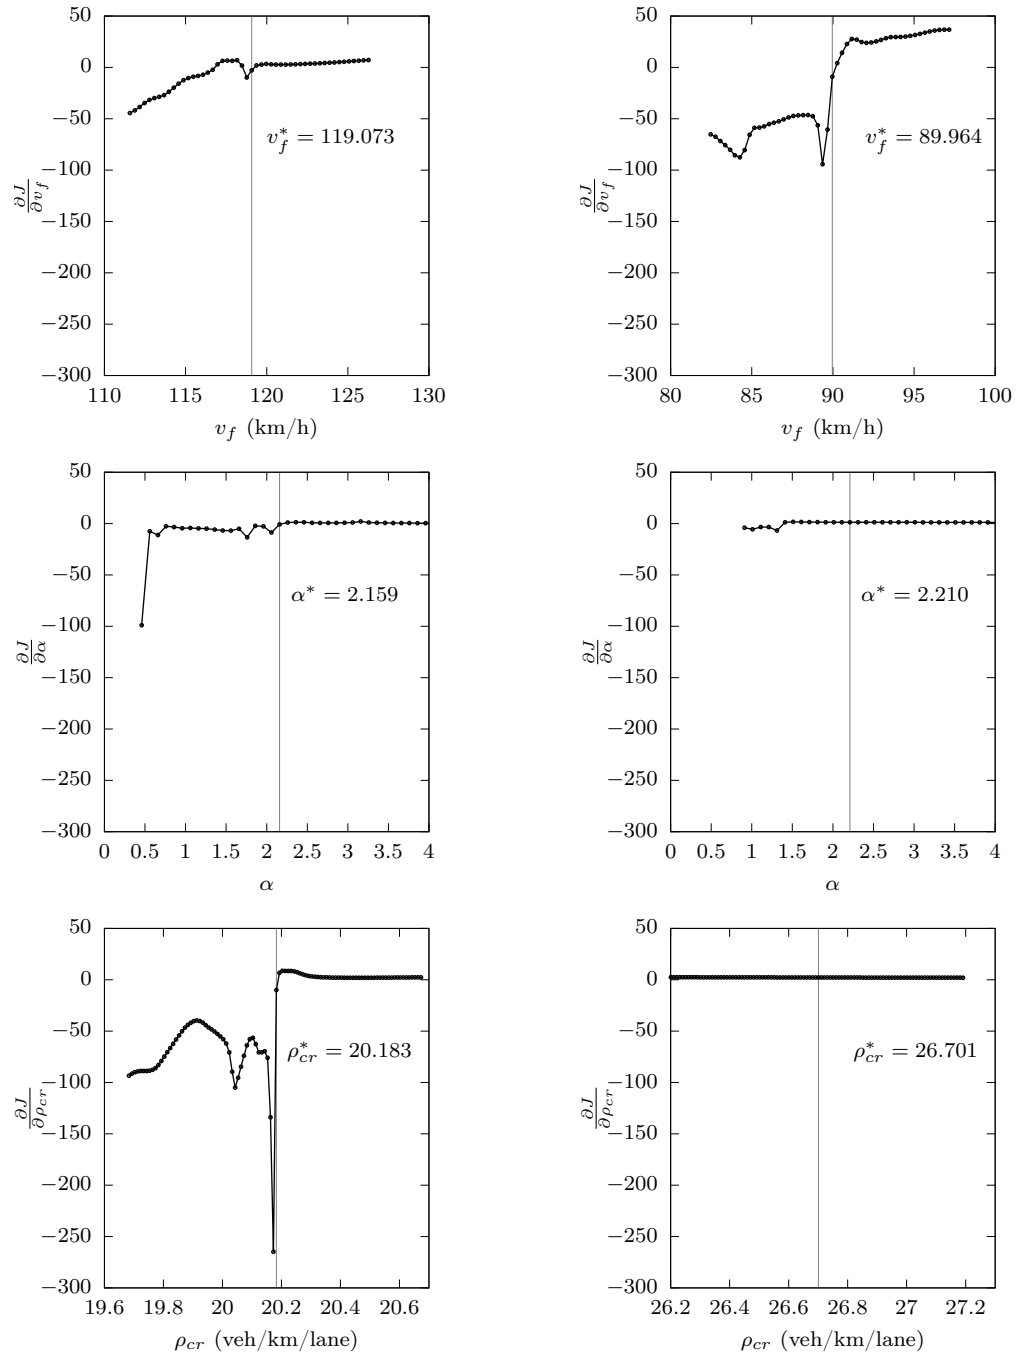 50
0
−50
−100
−150
−200
−250
−300
110 115 120 125 130
∂J
∂v_f
v_f (km/h)
v_f^* = 119.073
50
0
−50
−100
−150
−200
−250
−300
80 85 90 95 100
∂J
∂v_f
v_f (km/h)
v_f^* = 89.964
50
0
−50
−100
−150
−200
−250
−300
0 0.5 1 1.5 2 2.5 3 3.5 4
∂J
∂α
α
α* = 2.159
50
0
−50
−100
−150
−200
−250
−300
0 0.5 1 1.5 2 2.5 3 3.5 4
∂J
∂α
α
α* = 2.210
50
0
−50
−100
−150
−200
−250
−300
19.6 19.8 20 20.2 20.4 20.6
∂J
∂ρ_cr
ρ_cr (veh/km/lane)
ρ_cr^* = 20.183
50
0
−50
−100
−150
−200
−250
−300
26.2 26.4 26.6 26.8 27 27.2
∂J
∂ρ_cr
ρ_cr (veh/km/lane)
ρ_cr^* = 26.701